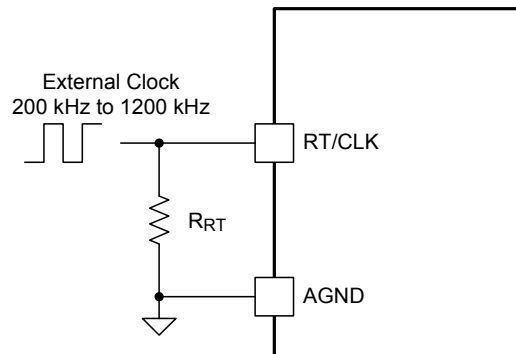 External Clock
200 kHz to 1200 kHz
RT/CLK
RRT
AGND